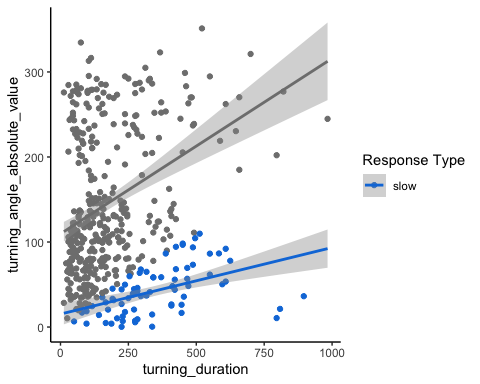 turning_angle_absolute_value
300
200
100
0
0
250
500
750
1000
turning_duration
Response Type
slow